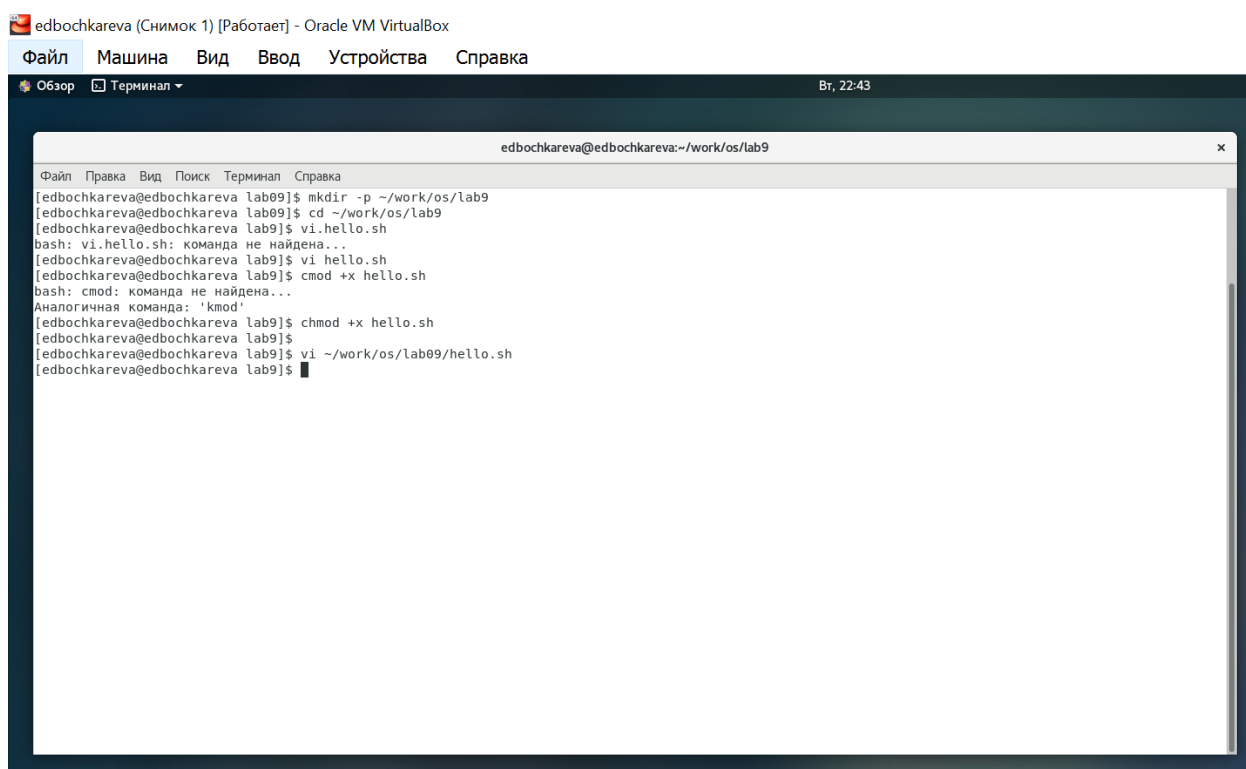 edbochkareva (Снимок 1) [Работает] - Oracle VM VirtualBox
Файл Машина Вид Ввод Устройства Справка
Обзор Терминал Вт, 22:43
edbochkareva@edbochkareva:~/work/os/lab9
Файл Правка Вид Поиск Терминал Справка
[edbochkareva@edbochkareva lab09]$ mkdir -p ~/work/os/lab9
[edbochkareva@edbochkareva lab09]$ cd ~/work/os/lab9
[edbochkareva@edbochkareva lab9]$ vi.hello.sh
bash: vi.hello.sh: команда не найдена...
[edbochkareva@edbochkareva lab9]$ vi hello.sh
[edbochkareva@edbochkareva lab9]$ cmod +x hello.sh
bash: cmod: команда не найдена...
Аналогичная команда: 'kmod'
[edbochkareva@edbochkareva lab9]$ chmod +x hello.sh
[edbochkareva@edbochkareva lab9]$
[edbochkareva@edbochkareva lab9]$ vi ~/work/os/lab09/hello.sh
[edbochkareva@edbochkareva lab9]$